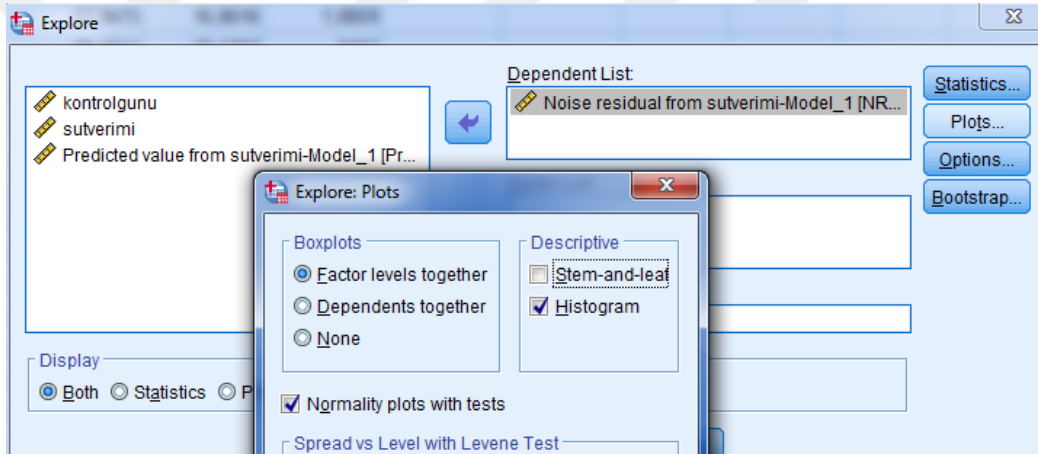 Explore
Dependent List:
kontrolgunu
sutverimi
Predicted value from sutverimi-Model_1 [Pr...
Noise residual from sutverimi-Model_1 [NR...
Statistics...
Plots...
Options...
Bootstrap...
Explore: Plots
Boxplots
Factor levels together
Dependents together
None
Descriptive
Stem-and-leaf
Histogram
Normality plots with tests
Spread vs Level with Levene Test
Display
Both Statistics P